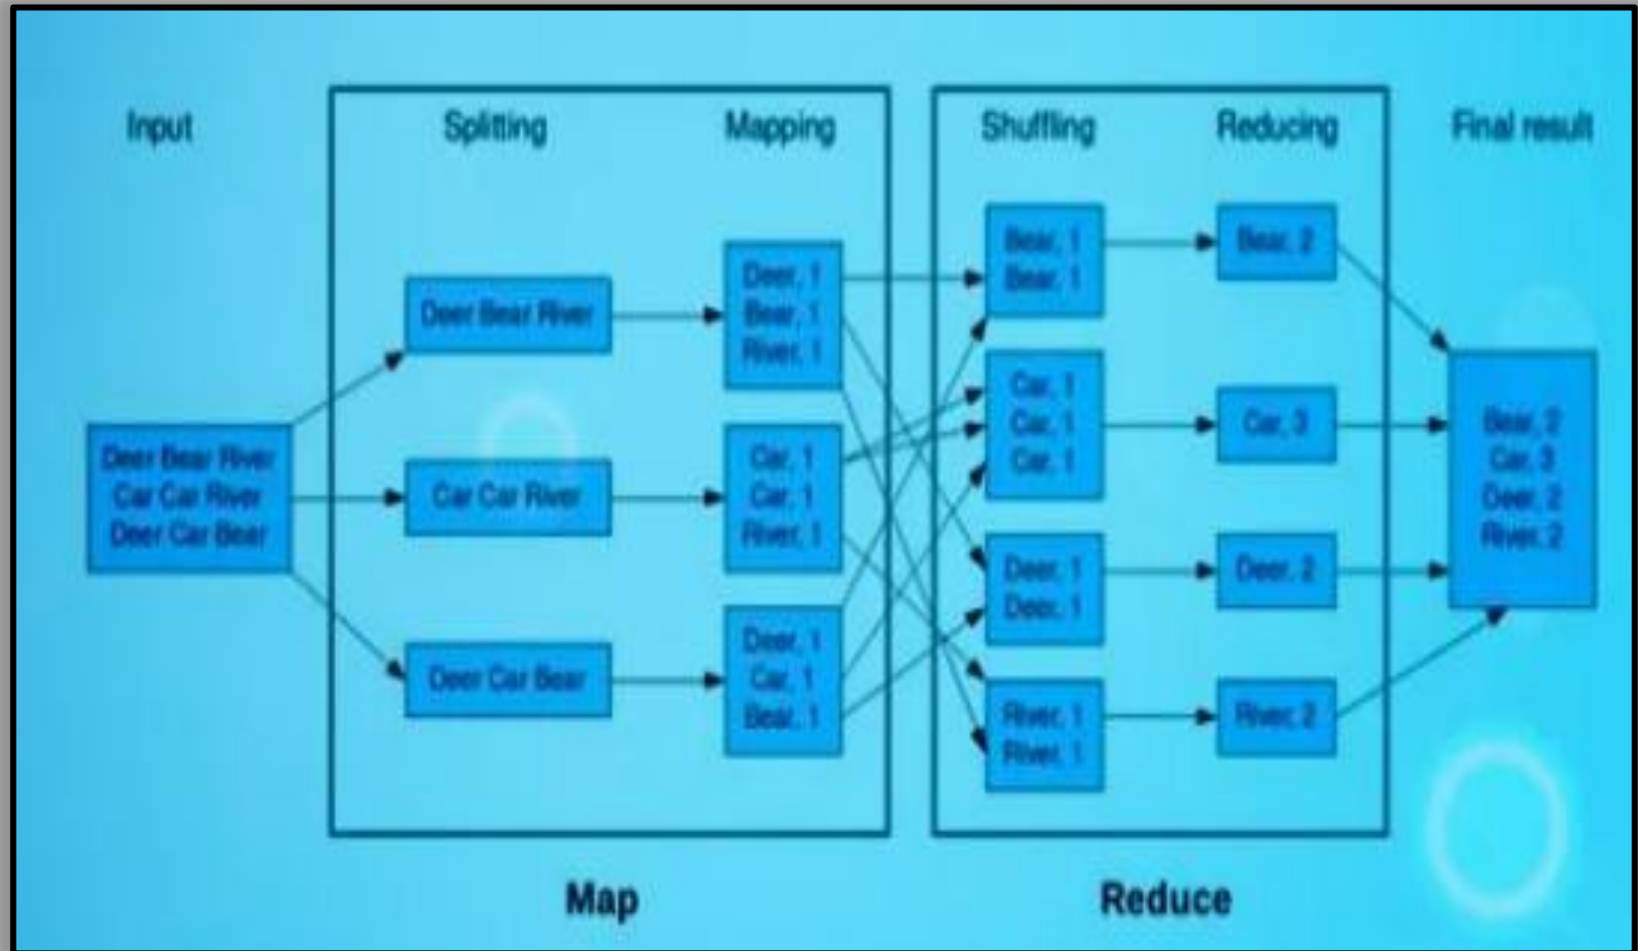 Input
Splitting
Mapping
Shuffling
Reducing
Final result
Deer Bear River
Car Car River
Deer Car Bear
Deer Bear River
Car Car River
Deer Car Bear
Deer, 1
Bear, 1
River, 1
Car, 1
Car, 1
River, 1
Deer, 1
Car, 1
Bear, 1
Bear, 1
Bear, 1
Car, 1
Car, 1
Car, 1
Deer, 1
Deer, 1
River, 1
River, 1
Bear, 2
Car, 3
Deer, 2
River, 2
Bear, 2
Car, 3
Deer, 2
River, 2
Map
Reduce